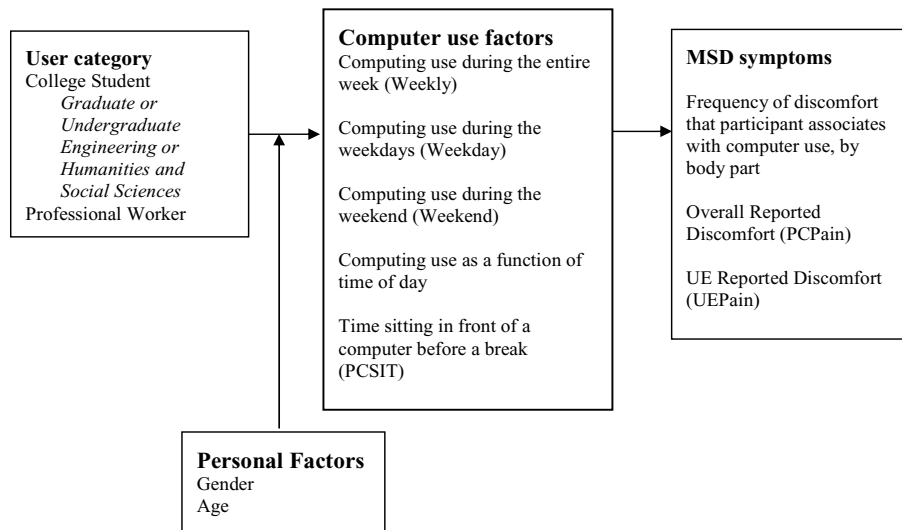 User category
College Student
Graduate or
Undergraduate
Engineering or
Humanities and
Social Sciences
Professional Worker
Computer use factors
Computing use during the entire
week (Weekly)
Computing use during the
weekdays (Weekday)
Computing use during the
weekend (Weekend)
Computing use as a function of
time of day
Time sitting in front of a
computer before a break
(PCSIT)
MSD symptoms
Frequency of discomfort
that participant associates
with computer use, by
body part
Overall Reported
Discomfort (PCPain)
UE Reported Discomfort
(UEPain)
Personal Factors
Gender
Age